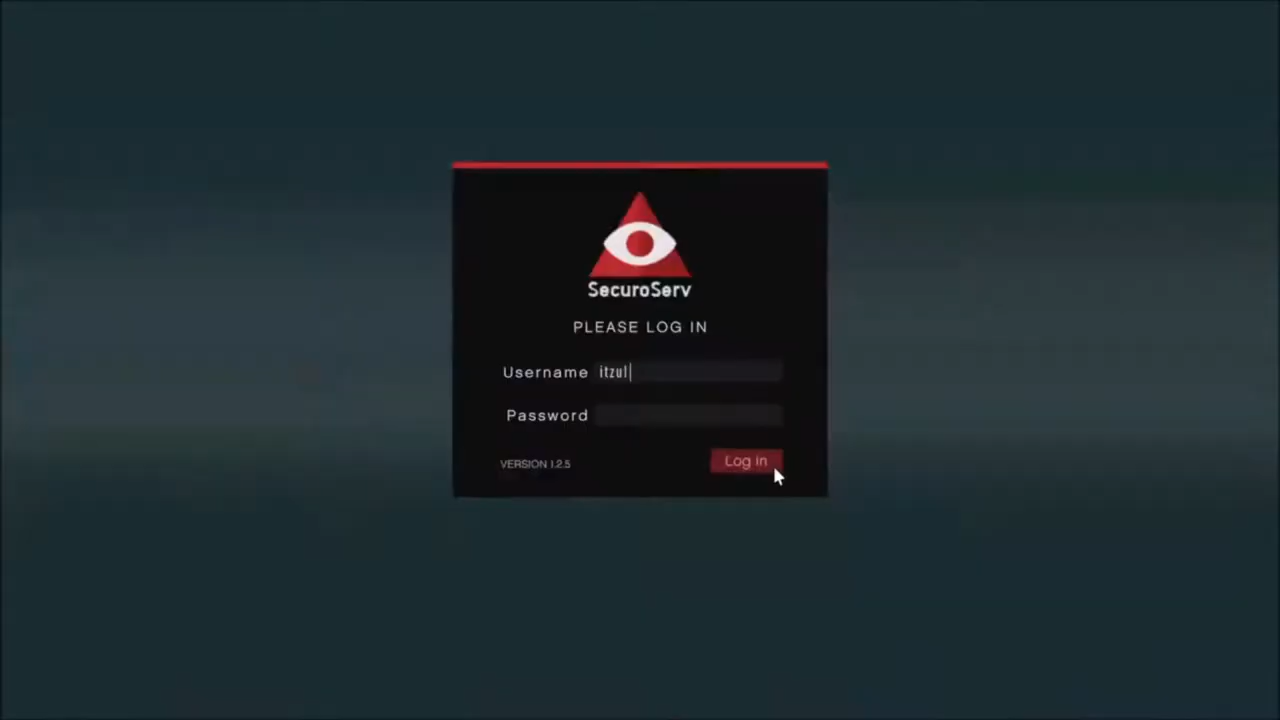 SecuroServ
PLEASE LOG IN
Username itzul
Password
VERSION 1.2.5 Log in